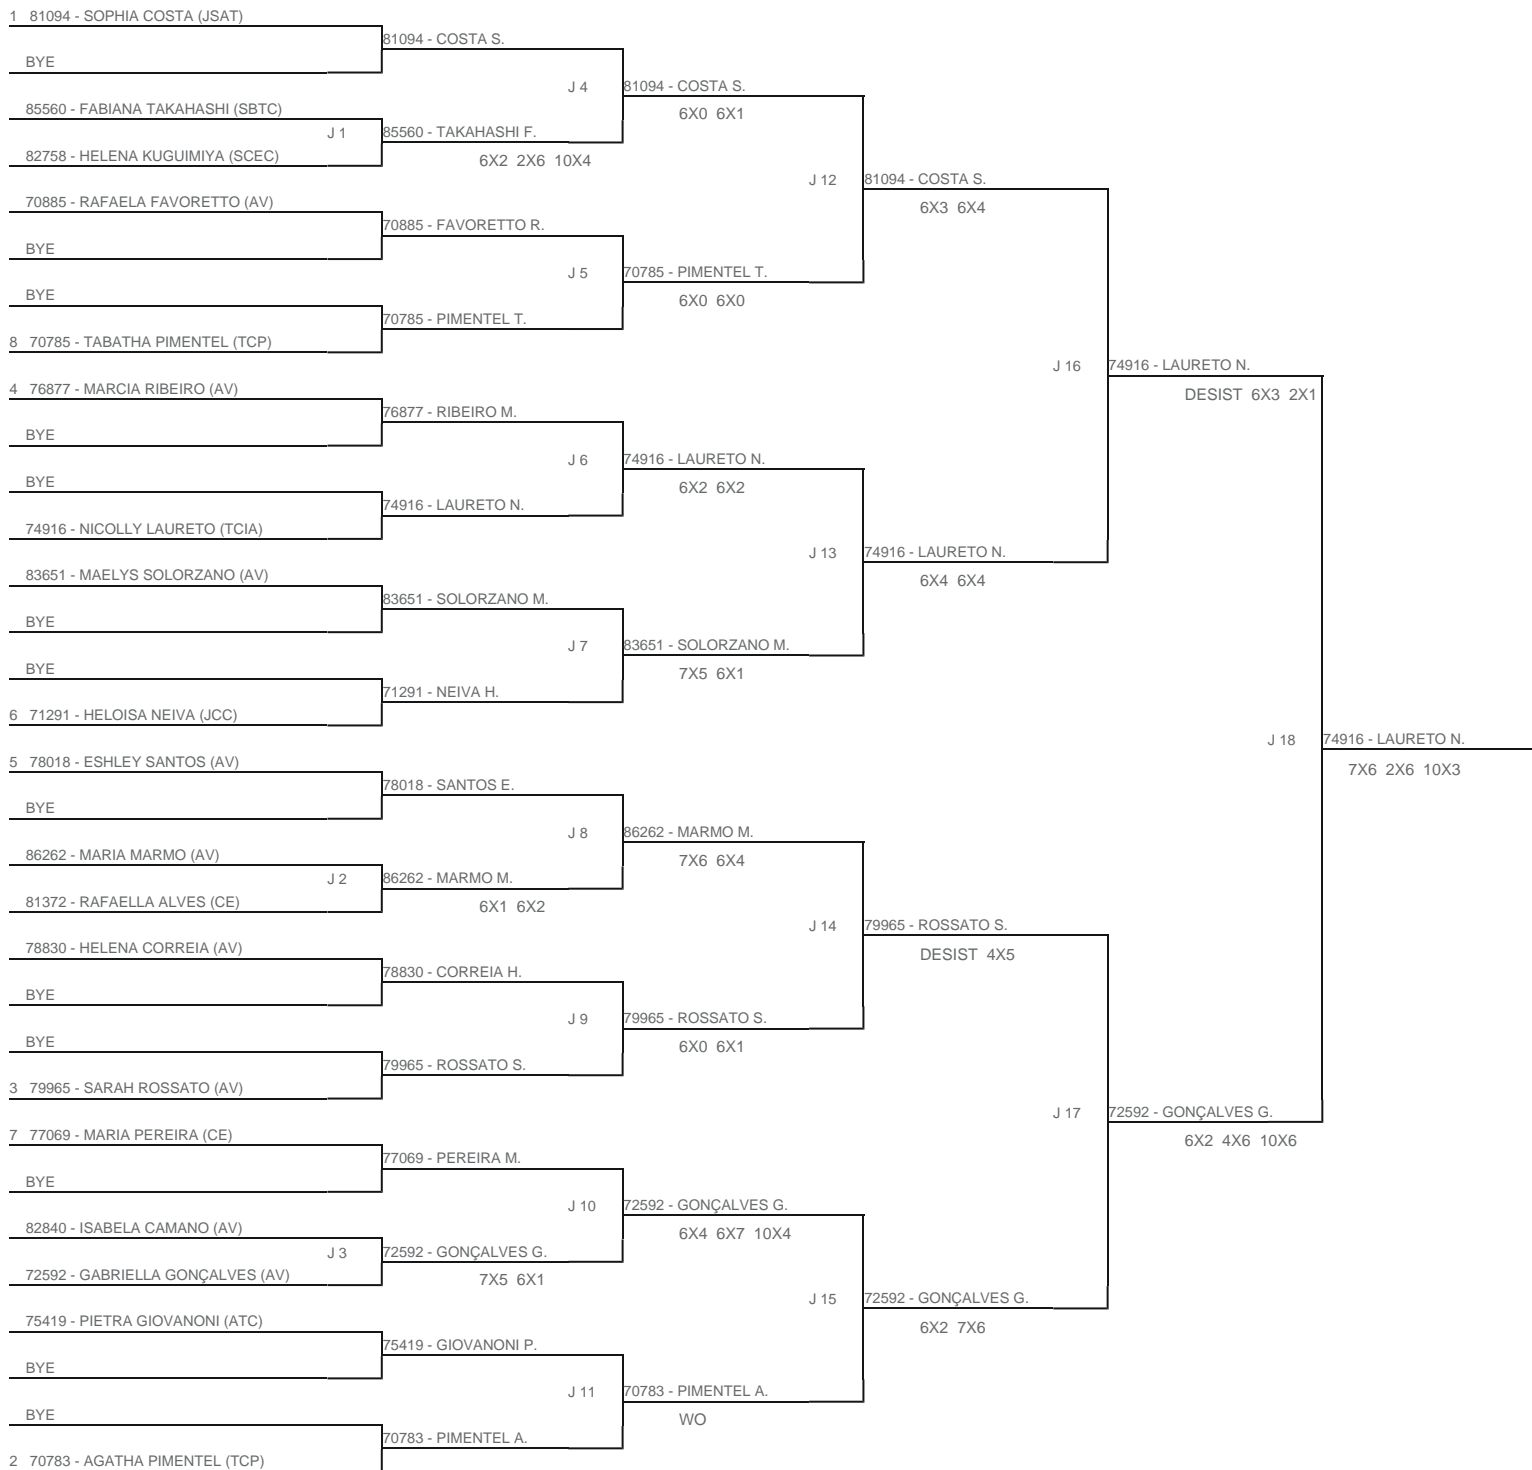 1 81094 - SOPHIA COSTA (JSAT)
81094 - COSTA S.
BYE
J 4
81094 - COSTA S.
6X0 6X1
85560 - FABIANA TAKAHASHI (SBTC)
J 1
85560 - TAKAHASHI F.
6X2 2X6 10X4
82758 - HELENA KUGUIMIYA (SCEC)
J 12
81094 - COSTA S.
6X3 6X4
70885 - RAFAELA FAVORETTO (AV)
70885 - FAVORETTO R.
BYE
J 5
70785 - PIMENTEL T.
6X0 6X0
BYE
70785 - PIMENTEL T.
8 70785 - TABATHA PIMENTEL (TCP)
J 16
74916 - LAURETO N.
DESIST 6X3 2X1
4 76877 - MARCIA RIBEIRO (AV)
76877 - RIBEIRO M.
BYE
J 6
74916 - LAURETO N.
6X2 6X2
BYE
74916 - LAURETO N.
74916 - NICOLLY LAURETO (TCIA)
J 13
74916 - LAURETO N.
6X4 6X4
83651 - MAELYS SOLORZANO (AV)
83651 - SOLORZANO M.
BYE
J 7
83651 - SOLORZANO M.
7X5 6X1
BYE
71291 - NEIVA H.
6 71291 - HELOISA NEIVA (JCC)
J 18
74916 - LAURETO N.
7X6 2X6 10X3
5 78018 - ESHLEY SANTOS (AV)
78018 - SANTOS E.
BYE
J 8
86262 - MARMO M.
7X6 6X4
86262 - MARIA MARMO (AV)
J 2
86262 - MARMO M.
6X1 6X2
81372 - RAFAELLA ALVES (CE)
J 14
79965 - ROSSATO S.
DESIST 4X5
78830 - HELENA CORREIA (AV)
78830 - CORREIA H.
BYE
J 9
79965 - ROSSATO S.
6X0 6X1
BYE
79965 - ROSSATO S.
3 79965 - SARAH ROSSATO (AV)
J 17
72592 - GONÇALVES G.
6X2 4X6 10X6
7 77069 - MARIA PEREIRA (CE)
77069 - PEREIRA M.
BYE
J 10
72592 - GONÇALVES G.
6X4 6X7 10X4
82840 - ISABELA CAMANO (AV)
J 3
72592 - GONÇALVES G.
7X5 6X1
72592 - GABRIELLA GONÇALVES (AV)
J 15
72592 - GONÇALVES G.
6X2 7X6
75419 - PIETRA GIOVANONI (ATC)
75419 - GIOVANONI P.
BYE
J 11
70783 - PIMENTEL A.
WO
BYE
70783 - PIMENTEL A.
2 70783 - AGATHA PIMENTEL (TCP)